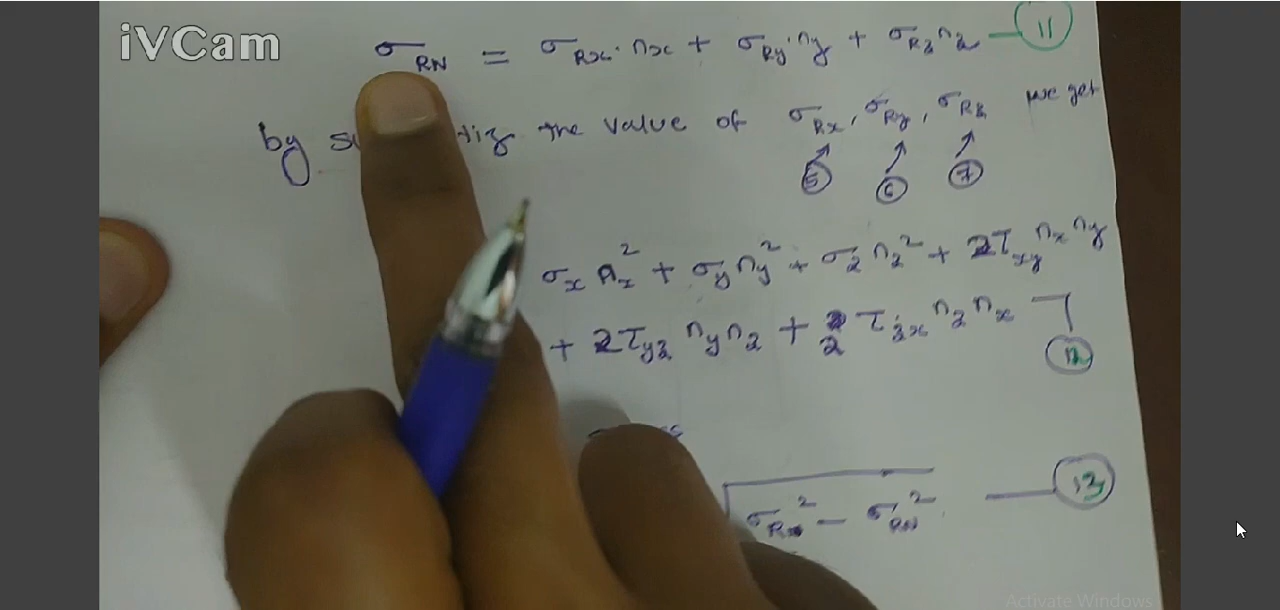 iVCam
σRN = σRx · nx + σRy · ny + σRz nz — 11
by the value of σRx, σRy, σRz we get
5 6 7
σx nx² + σy ny² + σz nz² + 2τxy nx ny
+ 2τyz ny nz + 2 τzx nz nx
12
σR² − σRN² — 13
Activate Windows